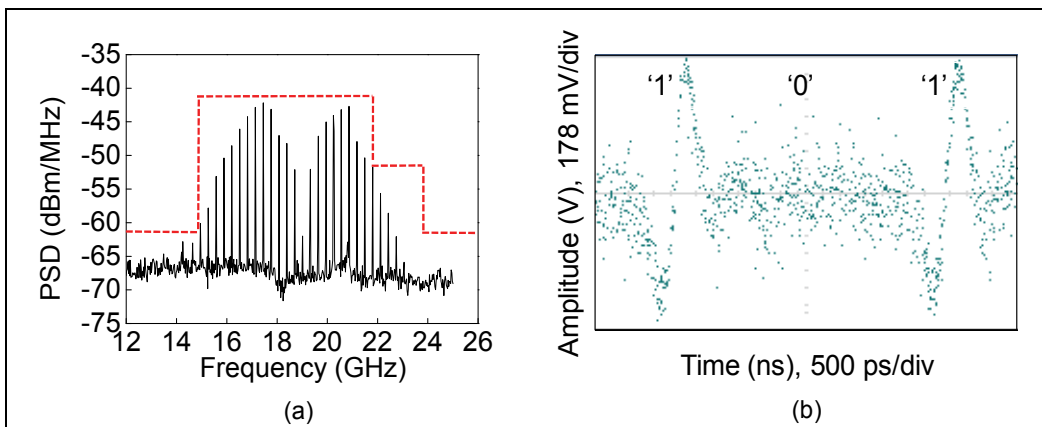 PSD (dBm/MHz)
-35
-40
-45
-50
-55
-60
-65
-70
-75
12 14 16 18 20 22 24 26
Frequency (GHz)
(a)
Amplitude (V), 178 mV/div
‘1’ ‘0’ ‘1’
Time (ns), 500 ps/div
(b)